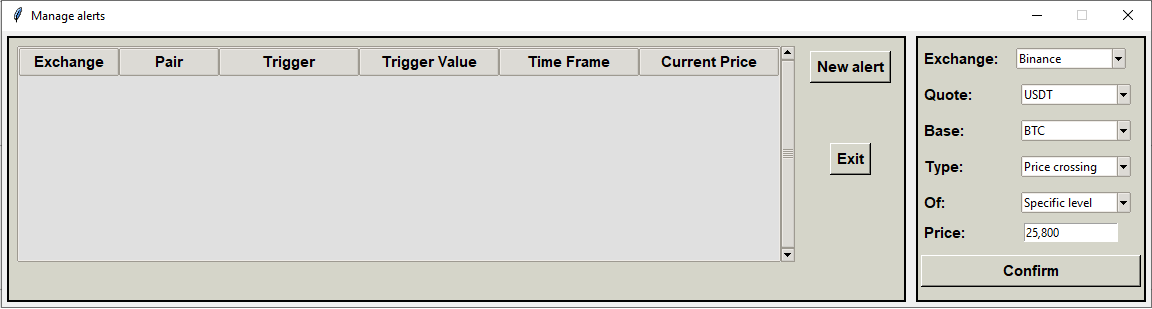 Manage alerts
Exchange Pair Trigger Trigger Value Time Frame Current Price
New alert
Exit
Exchange: Binance
Quote: USDT
Base: BTC
Type: Price crossing
Of: Specific level
Price: 25,800
Confirm